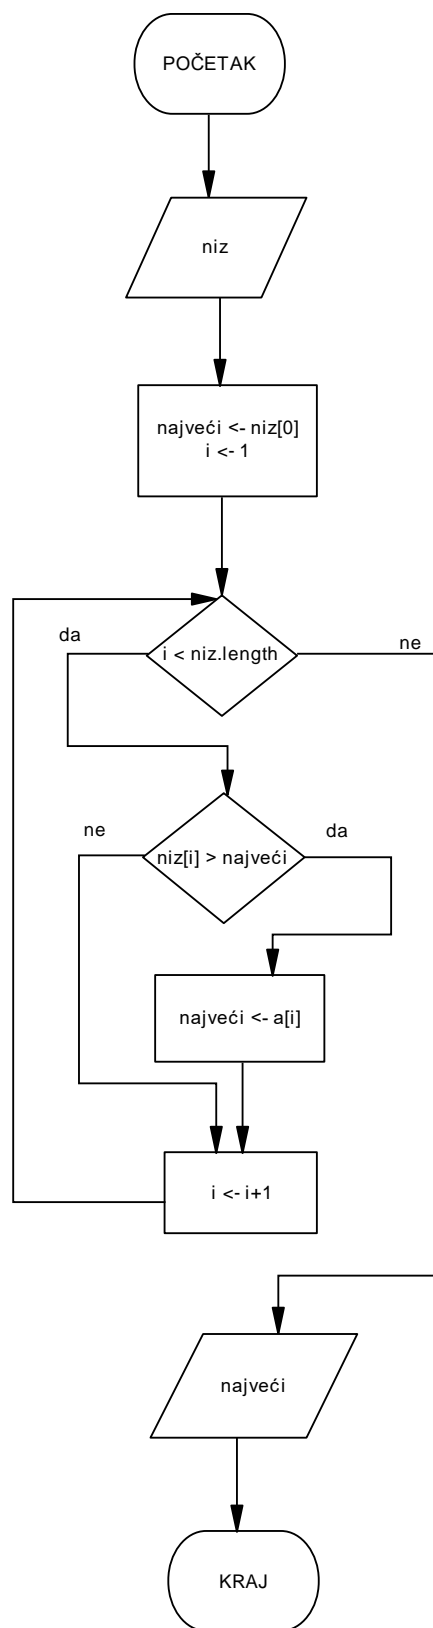 POČETAK
niz
najveći <- niz[0]
i <- 1
da
i < niz.length
ne
ne
niz[i] > najveći
da
najveći <- a[i]
i <- i+1
najveći
KRAJ